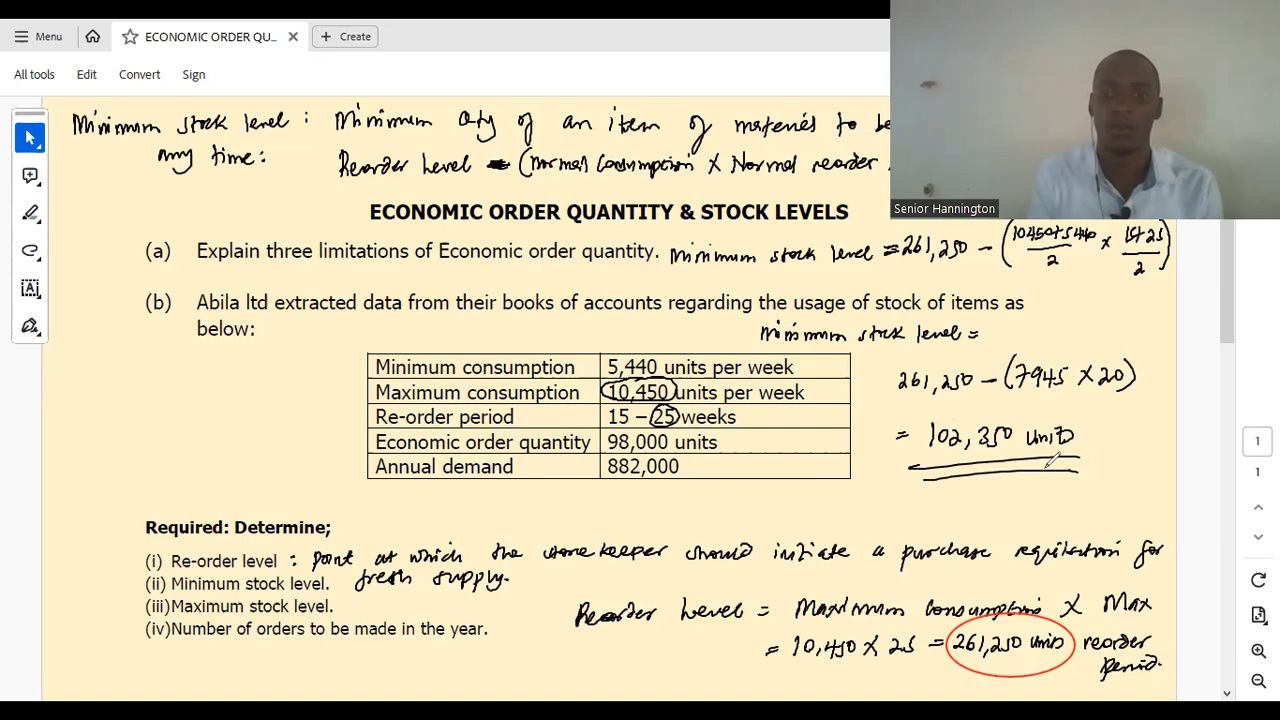 Menu
ECONOMIC ORDER QU...
Create
All tools Edit Convert Sign
Minimum stock level : Minimum Qty of an item of materials to be
any time:
Reorder Level = (Normal Consumption X Normal reorder
Senior Hannington
ECONOMIC ORDER QUANTITY & STOCK LEVELS
(a) Explain three limitations of Economic order quantity.
Minimum stock level = 261,250 - (10450+5440/2 × 15+25/2)
(b) Abila ltd extracted data from their books of accounts regarding the usage of stock of items as
below:
Minimum stock level =
Minimum consumption 5,440 units per week
Maximum consumption 10,450 units per week
Re-order period 15 – 25 weeks
Economic order quantity 98,000 units
Annual demand 882,000
261,250 - (7945 X 20)
= 102,350 units
1
1
Required: Determine;
(i) Re-order level : point at which the storekeeper should initiate a purchase requisition for
fresh supply.
(ii) Minimum stock level.
(iii)Maximum stock level.
(iv)Number of orders to be made in the year.
Reorder Level = Maximum consumption X Max
reorder
period.
= 10,450 X 25 = 261,250 units